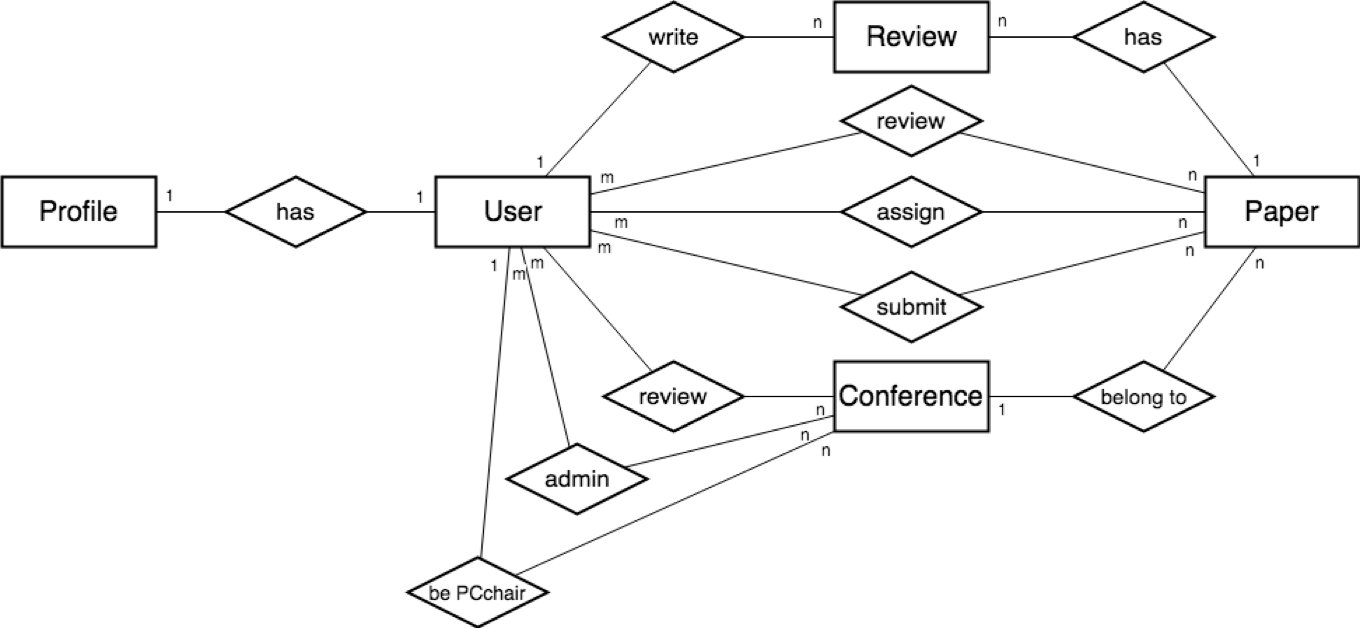 write
n
Review
n
has
review
1
m
n
1
Profile
1
has
1
User
m
assign
n
Paper
m
n
submit
1
m
m
n
review
n
Conference
1
belong to
n
n
admin
be PCchair